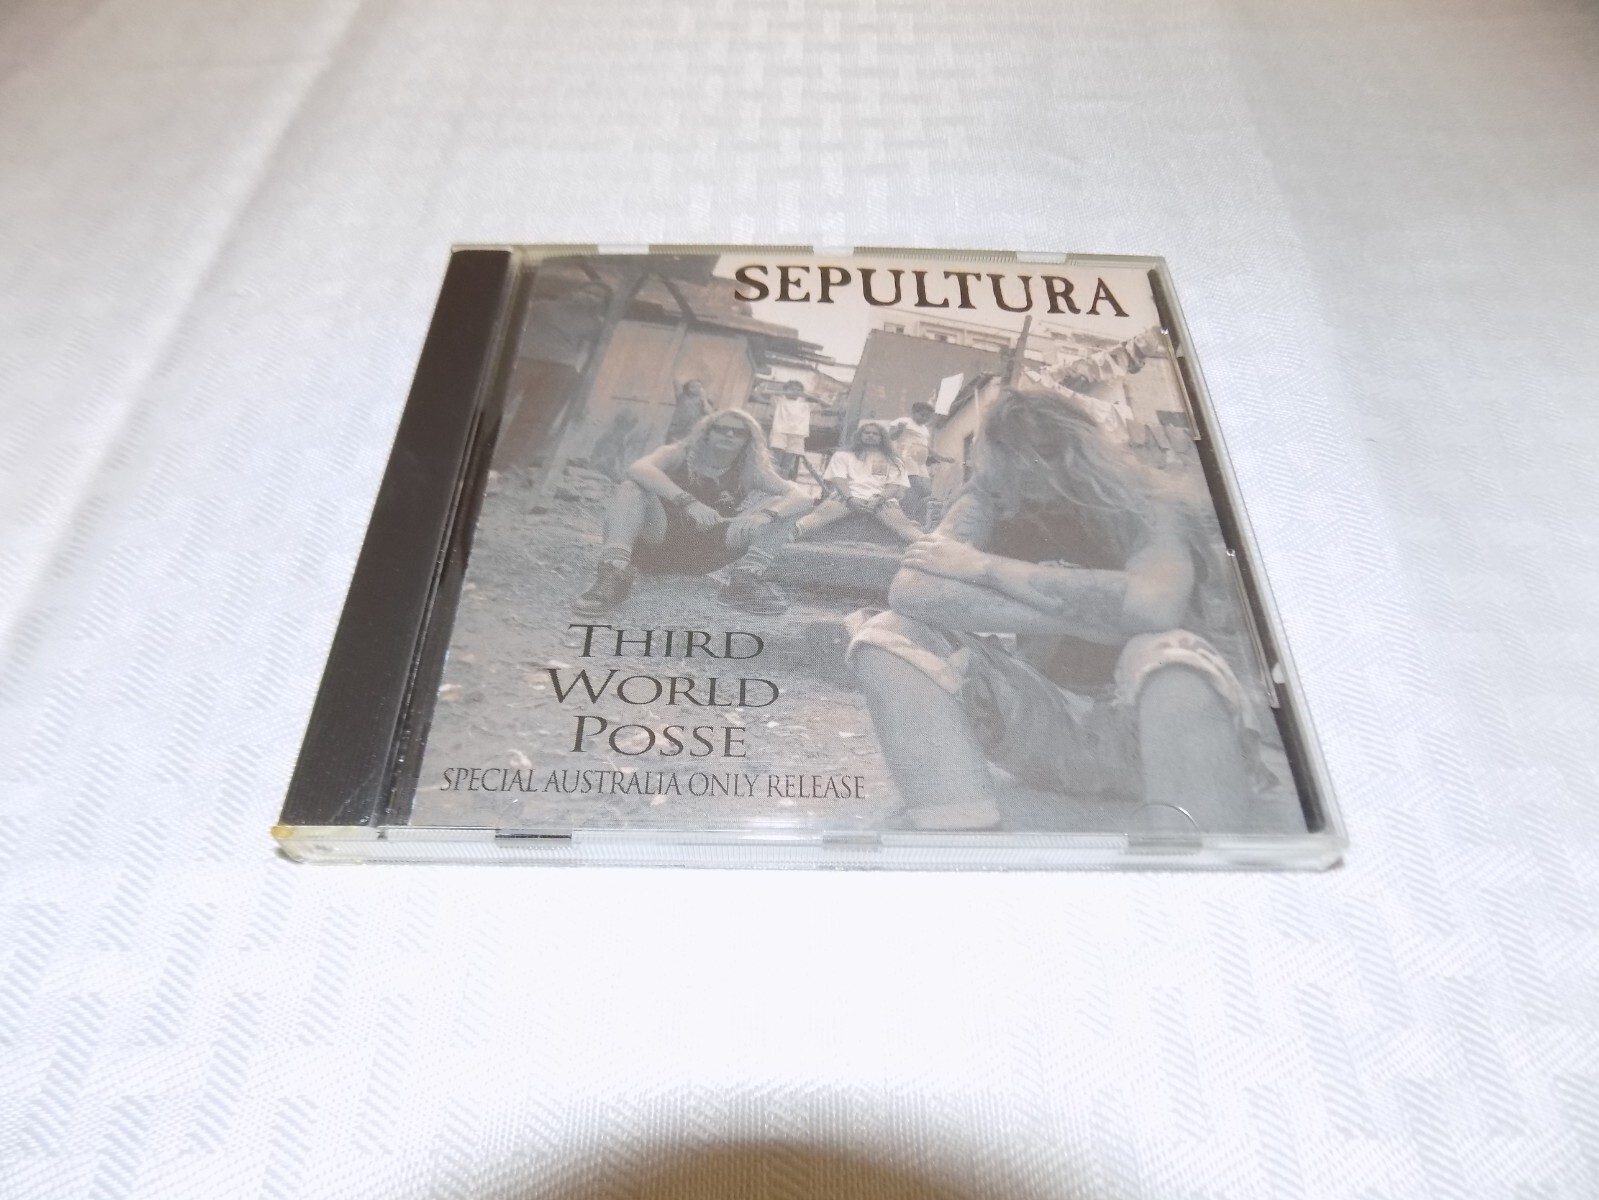 SEPULTURA
THIRD
WORLD
POSSE
SPECIAL AUSTRALIA ONLY RELEASE